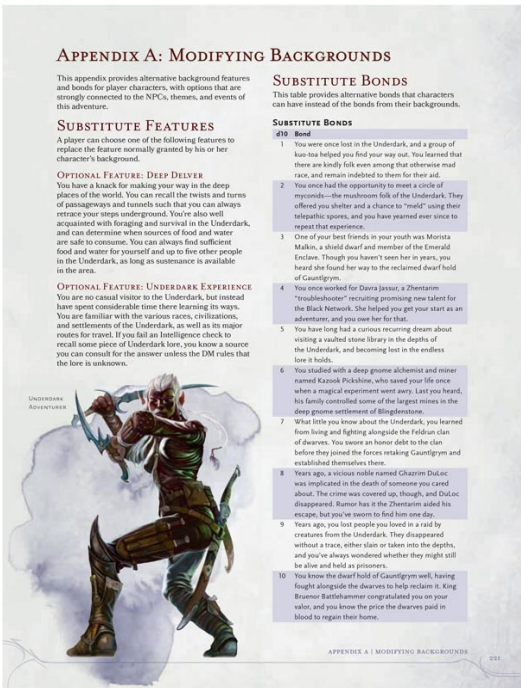 APPENDIX A: MODIFYING BACKGROUNDS
This appendix provides alternative background features
and bonds for player characters, with options that are
strongly connected to the NPCs, themes, and events of
this adventure.
SUBSTITUTE FEATURES
A player can choose one of the following features to
replace the feature normally granted by his or her
character's background.
OPTIONAL FEATURE: DEEP DELVER
You have a knack for making your way in the deep
places of the world. You can recall the twists and turns
of passageways and tunnels such that you can always
retrace your steps underground. You're also well
acquainted with foraging and survival in the Underdark,
and can determine when sources of food and water
are safe to consume. You can always find sufficient
food and water for yourself and up to five other people
in the Underdark, as long as sustenance is available
in the area.
OPTIONAL FEATURE: UNDERDARK EXPERIENCE
You are no casual visitor to the Underdark, but instead
have spent considerable time there learning its ways.
You are familiar with the various races, civilizations,
and settlements of the Underdark, as well as its major
routes for travel. If you fail an Intelligence check to
recall some piece of Underdark lore, you know a source
you can consult for the answer unless the DM rules that
the lore is unknown.
UNDERDARK
ADVENTURER
SUBSTITUTE BONDS
This table provides alternative bonds that characters
can have instead of the bonds from their backgrounds.
SUBSTITUTE BONDS
d10 Bond
1 You were once lost in the Underdark, and a group of
kuo-toa helped you find your way out. You learned that
there are kindly folk even among that otherwise mad
race, and remain indebted to them for their aid.
2 You once had the opportunity to meet a circle of
myconids—the mushroom folk of the Underdark. They
offered you shelter and a chance to "meld" using their
telepathic spores, and you have yearned ever since to
repeat that experience.
3 One of your best friends in your youth was Morista
Malkin, a shield dwarf and member of the Emerald
Enclave. Though you haven't seen her in years, you
heard she found her way to the reclaimed dwarf hold
of Gauntlgrym.
4 You once worked for Davra Jassur, a Zhentarim
"troubleshooter" recruiting promising new talent for
the Black Network. She helped you get your start as an
adventurer, and you owe her for that.
5 You have long had a curious recurring dream about
visiting a vaulted stone library in the depths of
the Underdark, and becoming lost in the endless
lore it holds.
6 You studied with a deep gnome alchemist and miner
named Kazook Pickshine, who saved your life once
when a magical experiment went awry. Last you heard,
his family controlled some of the largest mines in the
deep gnome settlement of Blingdenstone.
7 What little you know about the Underdark, you learned
from living and fighting alongside the Feldrun clan
of dwarves. You swore an honor debt to the clan
before they joined the forces retaking Gauntlgrym and
established themselves there.
8 Years ago, a vicious noble named Ghazrim DuLoc
was implicated in the death of someone you cared
about. The crime was covered up, though, and DuLoc
disappeared. Rumor has it the Zhentarim aided his
escape, but you've sworn to find him one day.
9 Years ago, you lost people you loved in a raid by
creatures from the Underdark. They disappeared
without a trace, either slain or taken into the depths,
and you've always wondered whether they might still
be alive and held as prisoners.
10 You know the dwarf hold of Gauntlgrym well, having
fought alongside the dwarves to help reclaim it. King
Bruenor Battlehammer congratulated you on your
valor, and you know the price the dwarves paid in
blood to regain their home.
APPENDIX A | MODIFYING BACKGROUNDS
221